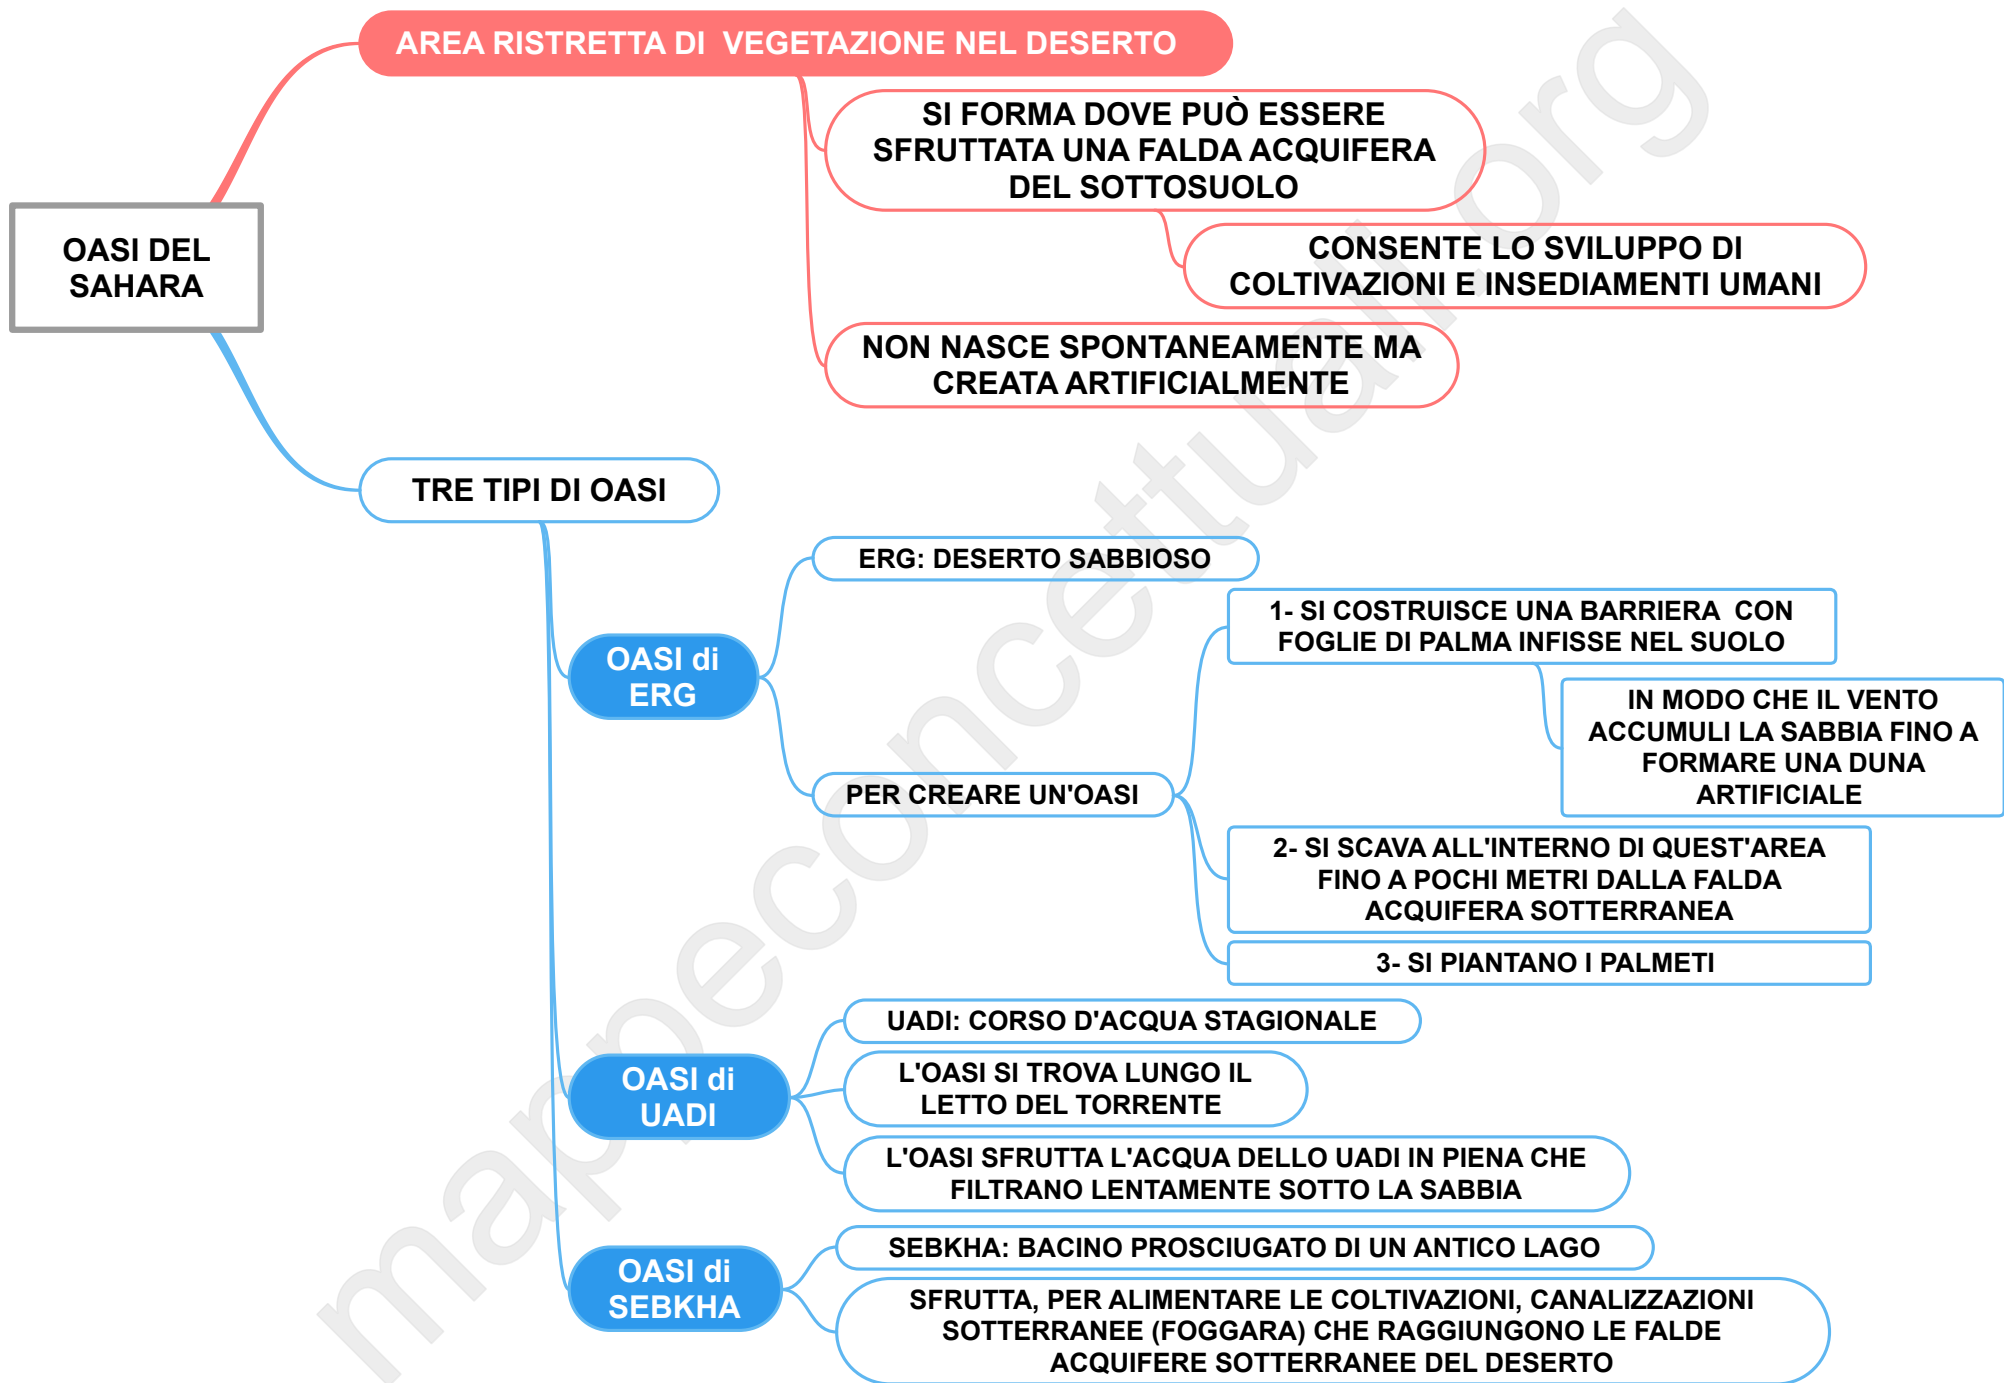 AREA RISTRETTA DI  VEGETAZIONE NEL DESERTO
SI FORMA DOVE PUÒ ESSERE
SFRUTTATA UNA FALDA ACQUIFERA
DEL SOTTOSUOLO
CONSENTE LO SVILUPPO DI
COLTIVAZIONI E INSEDIAMENTI UMANI
NON NASCE SPONTANEAMENTE MA
CREATA ARTIFICIALMENTE
OASI DEL
SAHARA
TRE TIPI DI OASI
OASI di
ERG
ERG: DESERTO SABBIOSO
PER CREARE UN'OASI
1- SI COSTRUISCE UNA BARRIERA  CON
FOGLIE DI PALMA INFISSE NEL SUOLO
IN MODO CHE IL VENTO
ACCUMULI LA SABBIA FINO A
FORMARE UNA DUNA
ARTIFICIALE
2- SI SCAVA ALL'INTERNO DI QUEST'AREA
FINO A POCHI METRI DALLA FALDA
ACQUIFERA SOTTERRANEA
3- SI PIANTANO I PALMETI
OASI di
UADI
UADI: CORSO D'ACQUA STAGIONALE
L'OASI SI TROVA LUNGO IL
LETTO DEL TORRENTE
L'OASI SFRUTTA L'ACQUA DELLO UADI IN PIENA CHE
FILTRANO LENTAMENTE SOTTO LA SABBIA
OASI di
SEBKHA
SEBKHA: BACINO PROSCIUGATO DI UN ANTICO LAGO
SFRUTTA, PER ALIMENTARE LE COLTIVAZIONI, CANALIZZAZIONI
SOTTERRANEE (FOGGARA) CHE RAGGIUNGONO LE FALDE
ACQUIFERE SOTTERRANEE DEL DESERTO
mappeconcettuali.org